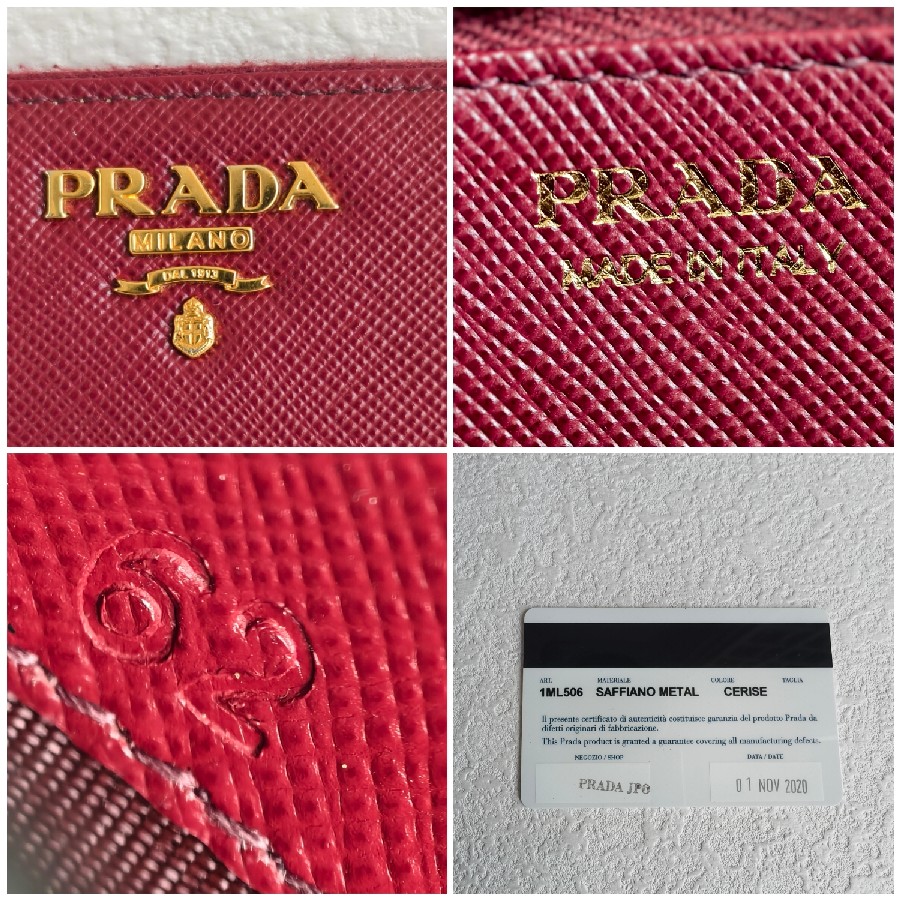 PRADA
MILANO
DAL 1913
PRADA
MADE IN ITALY
62
ART. MATERIALE COLORE TAGLIA
1ML506 SAFFIANO METAL CERISE
Il presente certificato di autenticità costituisce garanzia del prodotto Prada da
difetti originari di fabbricazione.
This Prada product is granted a guarantee covering all manufacturing defects.
NEGOZIO / SHOP DATA / DATE
PRADA JPO 01 NOV 2020